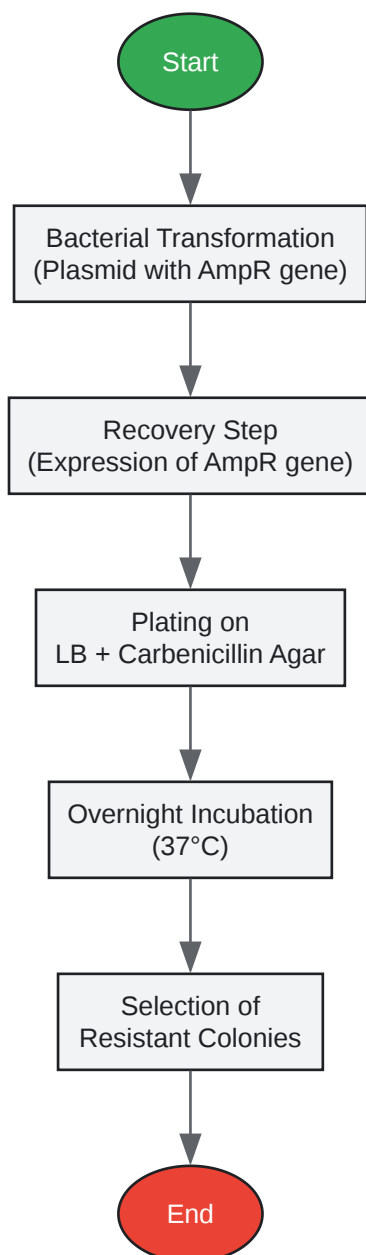 Start
Bacterial Transformation
(Plasmid with AmpR gene)
Recovery Step
(Expression of AmpR gene)
Plating on
LB + Carbenicillin Agar
Overnight Incubation
(37°C)
Selection of
Resistant Colonies
End